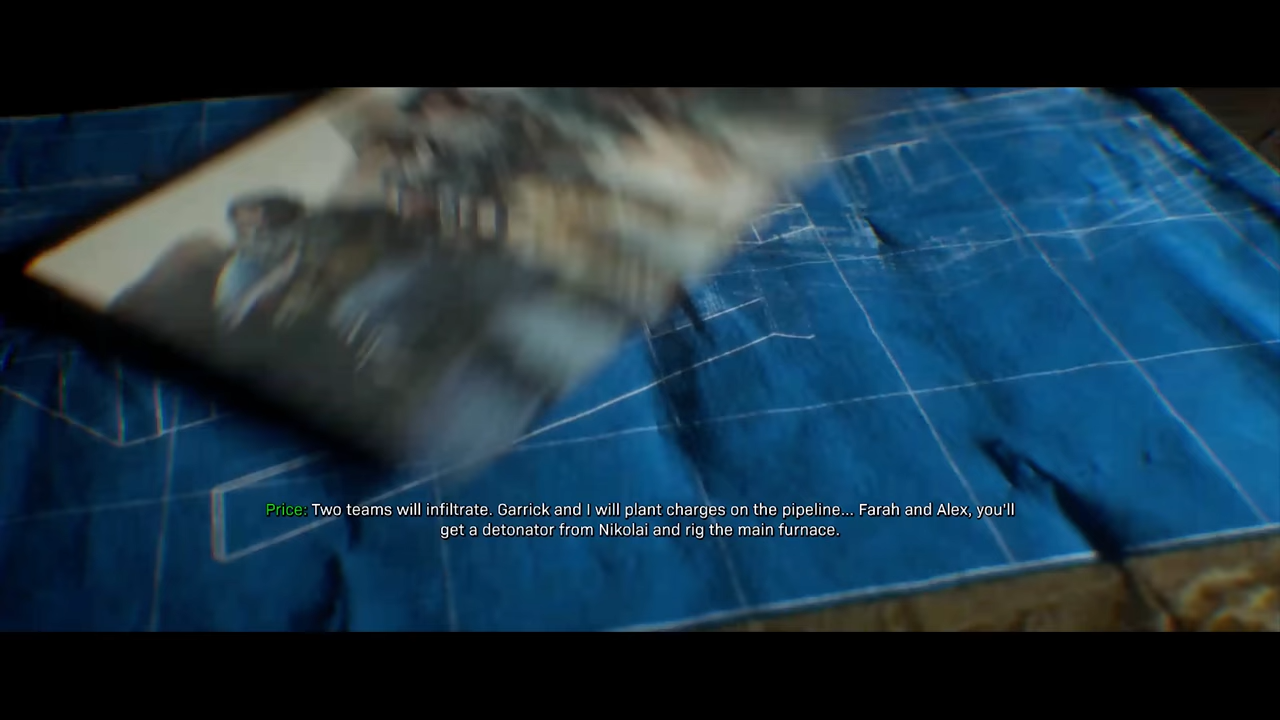 Price: Two teams will infiltrate. Garrick and I will plant charges on the pipeline... Farah and Alex, you'll
get a detonator from Nikolai and rig the main furnace.